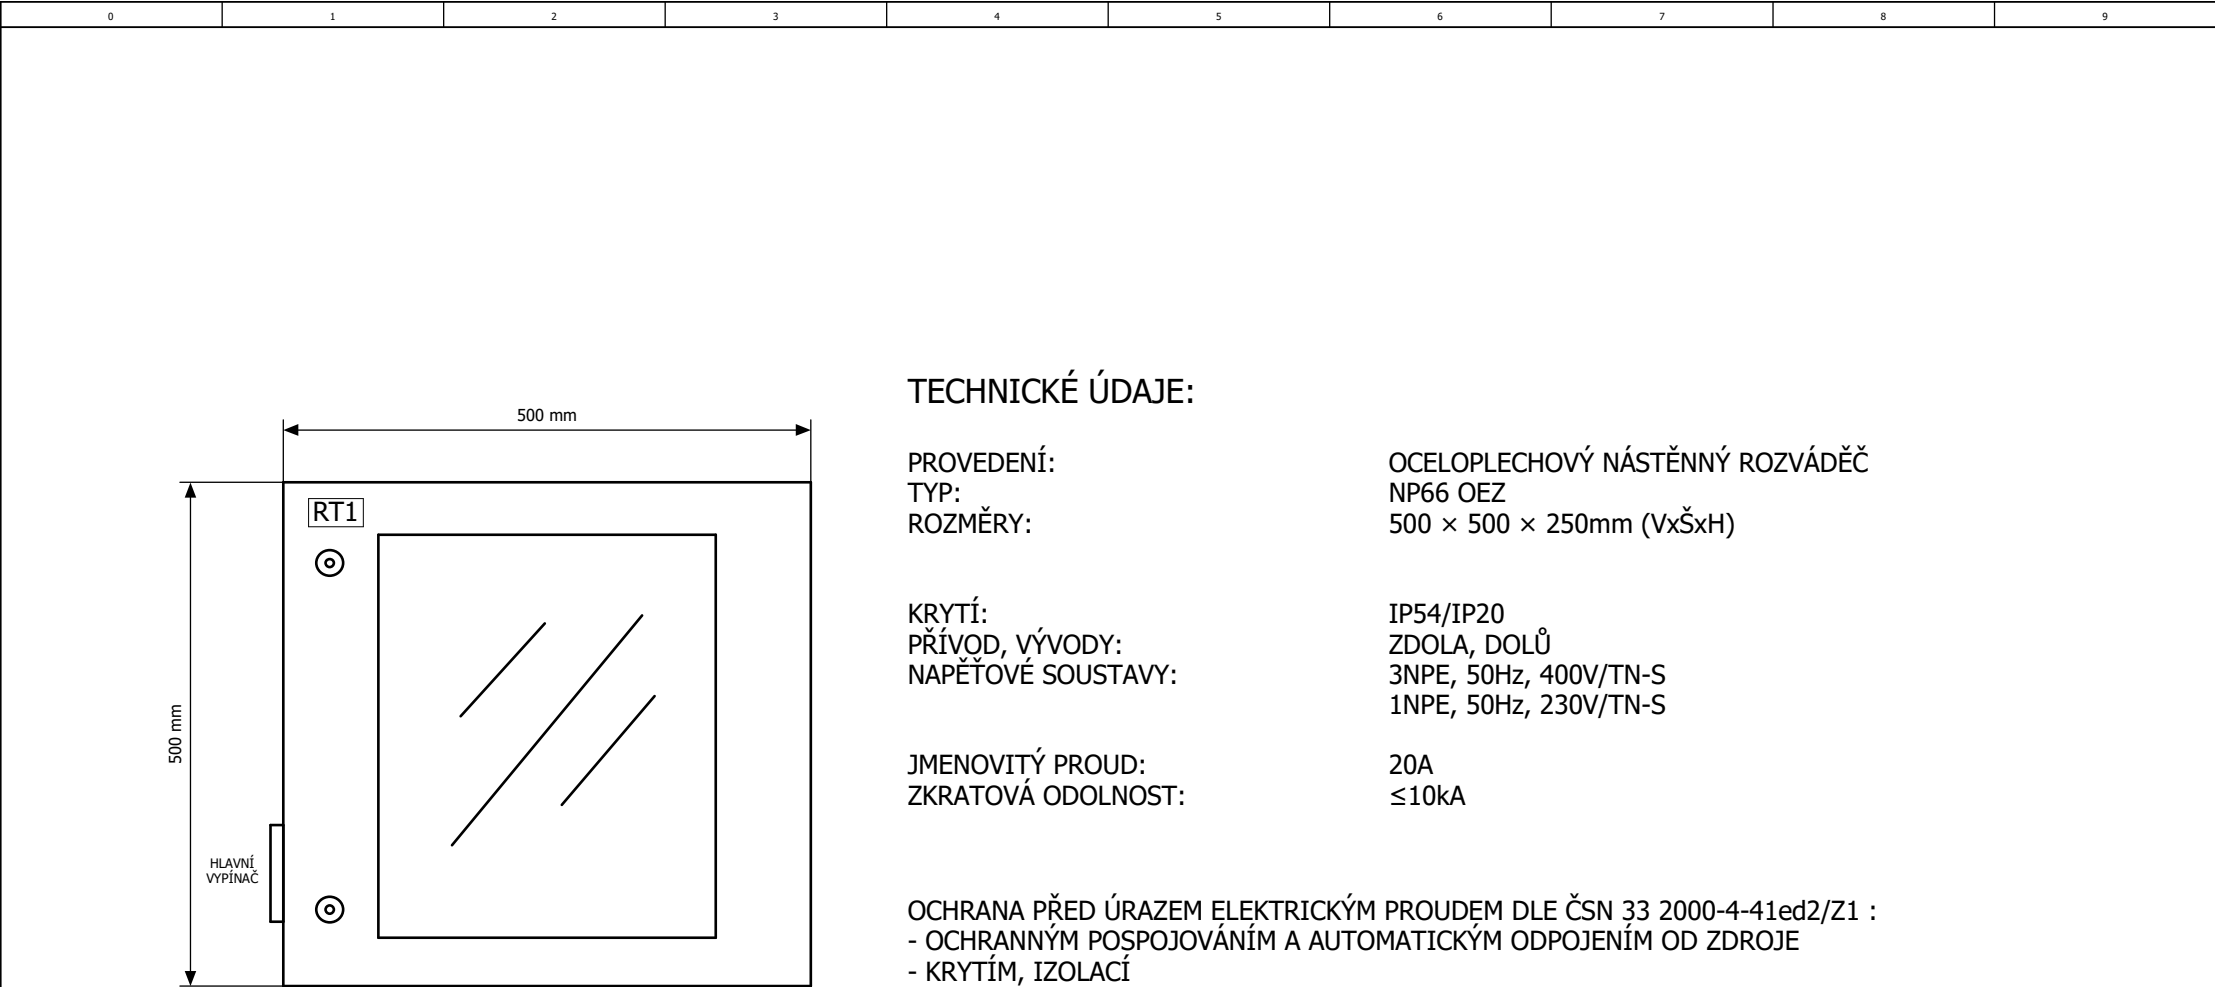 0 1 2 3 4 5 6 7 8 9
TECHNICKÉ ÚDAJE:
500 mm
PROVEDENÍ: OCELOPLECHOVÝ NÁSTĚNNÝ ROZVÁDĚČ
TYP: NP66 OEZ
ROZMĚRY: 500 × 500 × 250mm (VxŠxH)
RT1
KRYTÍ: IP54/IP20
PŘÍVOD, VÝVODY: ZDOLA, DOLŮ
NAPĚŤOVÉ SOUSTAVY: 3NPE, 50Hz, 400V/TN-S
1NPE, 50Hz, 230V/TN-S
500 mm
JMENOVITÝ PROUD: 20A
ZKRATOVÁ ODOLNOST: ≤10kA
HLAVNÍ
VYPÍNAČ
OCHRANA PŘED ÚRAZEM ELEKTRICKÝM PROUDEM DLE ČSN 33 2000-4-41ed2/Z1 :
- OCHRANNÝM POSPOJOVÁNÍM A AUTOMATICKÝM ODPOJENÍM OD ZDROJE
- KRYTÍM, IZOLACÍ